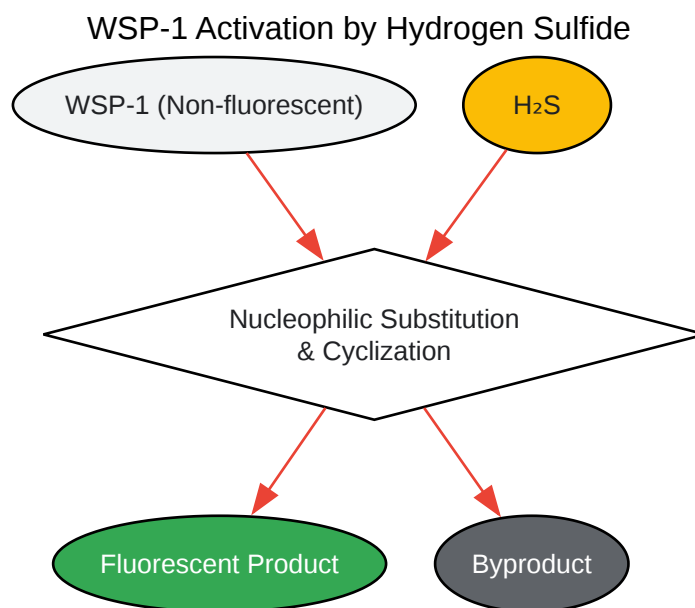 WSP-1 Activation by Hydrogen Sulfide
WSP-1 (Non-fluorescent)
H₂S
Nucleophilic Substitution
& Cyclization
Fluorescent Product
Byproduct